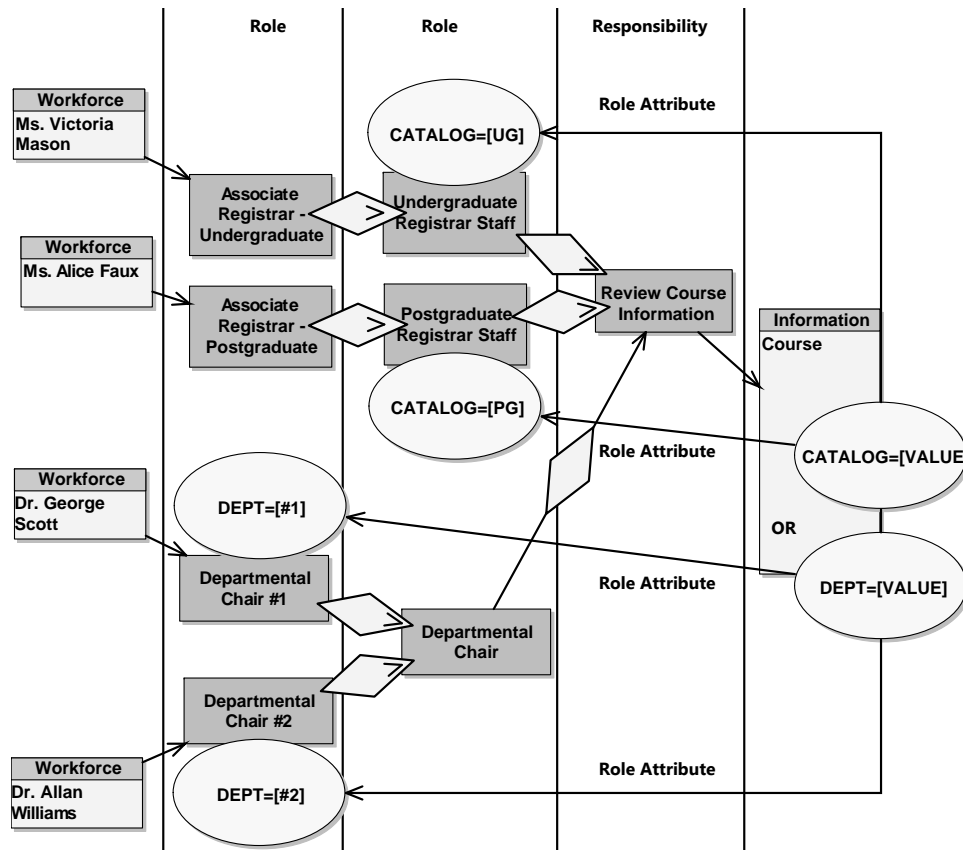 Role
Role
Responsibility
Role Attribute
Workforce
Ms. Victoria
Mason
CATALOG=[UG]
Associate
Registrar -
Undergraduate
Undergraduate
Registrar Staff
Workforce
Ms. Alice Faux
Associate
Registrar -
Postgraduate
Postgraduate
Registrar Staff
Review Course
Information
Information
Course
CATALOG=[PG]
Role Attribute
CATALOG=[VALUE
Workforce
Dr. George
Scott
DEPT=[#1]
OR
Departmental
Chair #1
Role Attribute
DEPT=[VALUE]
Departmental
Chair
Departmental
Chair #2
Workforce
Dr. Allan
Williams
DEPT=[#2]
Role Attribute